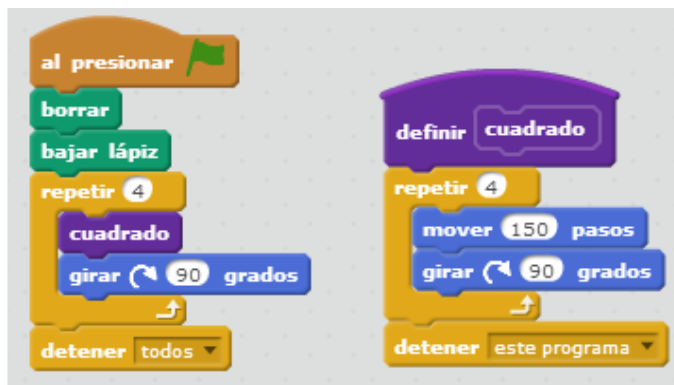 al presionar
borrar
bajar lápiz
repetir 4
cuadrado
girar 90 grados
detener todos
definir cuadrado
repetir 4
mover 150 pasos
girar 90 grados
detener este programa